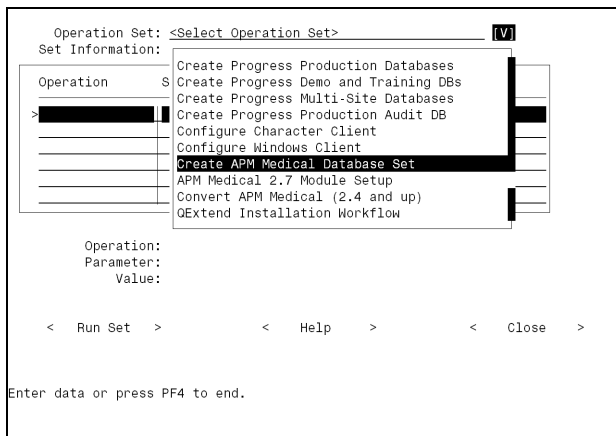 Operation Set: <Select Operation Set> [V]
Set Information:
Create Progress Production Databases
Operation S Create Progress Demo and Training DBs
Create Progress Multi-Site Databases
> Create Progress Production Audit DB
Configure Character Client
Configure Windows Client
Create APM Medical Database Set
APM Medical 2.7 Module Setup
Convert APM Medical (2.4 and up)
QExtend Installation Workflow
Operation:
Parameter:
Value:
< Run Set > < Help > < Close >
Enter data or press PF4 to end.